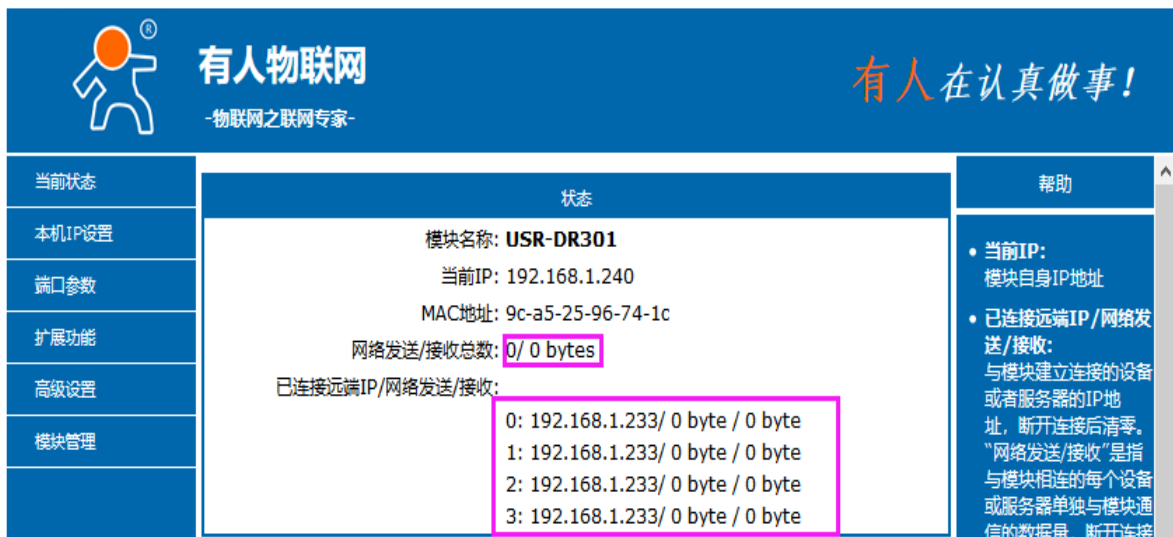 ®
有人物联网
-物联网之联网专家-
有人在认真做事!
当前状态
本机IP设置
端口参数
扩展功能
高级设置
模块管理
状态
模块名称: USR-DR301
当前IP: 192.168.1.240
MAC地址: 9c-a5-25-96-74-1c
网络发送/接收总数: 0/ 0 bytes
已连接远端IP/网络发送/接收:
0: 192.168.1.233/ 0 byte / 0 byte
1: 192.168.1.233/ 0 byte / 0 byte
2: 192.168.1.233/ 0 byte / 0 byte
3: 192.168.1.233/ 0 byte / 0 byte
帮助
• 当前IP:
模块自身IP地址
• 已连接远端IP/网络发
送/接收:
与模块建立连接的设备
或者服务器的IP地
址，断开连接后清零。
“网络发送/接收”是指
与模块相连的每个设备
或服务器单独与模块通
信的数据量，断开连接